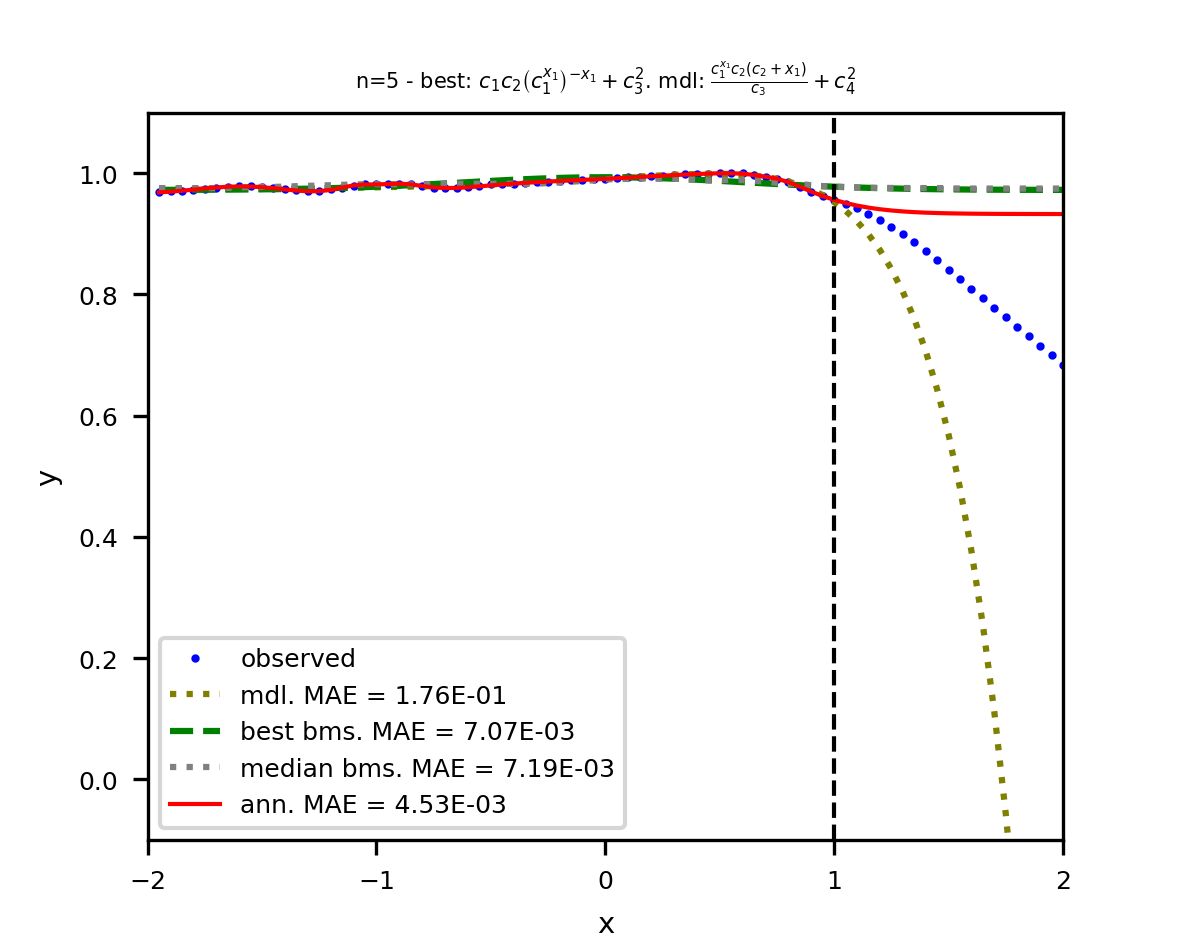 n=5 - best: $c_1c_2(c_1^{x_1})^{-x_1} + c_3^2$. mdl: $\frac{c_1^{x_1}c_2(c_2+x_1)}{c_3} + c_4^2$
1.0
0.8
0.6
0.4
0.2
0.0
y
observed
mdl. MAE = 1.76E-01
best bms. MAE = 7.07E-03
median bms. MAE = 7.19E-03
ann. MAE = 4.53E-03
−2 −1 0 1 2
x